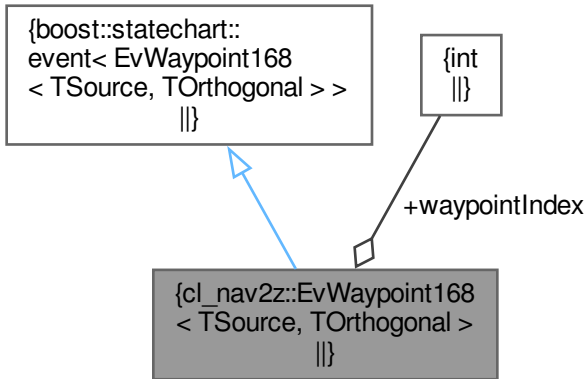 {boost::statechart::
event< EvWaypoint168
< TSource, TOrthogonal > >
||}
{int
||}
+waypointIndex
{cl_nav2z::EvWaypoint168
< TSource, TOrthogonal >
||}